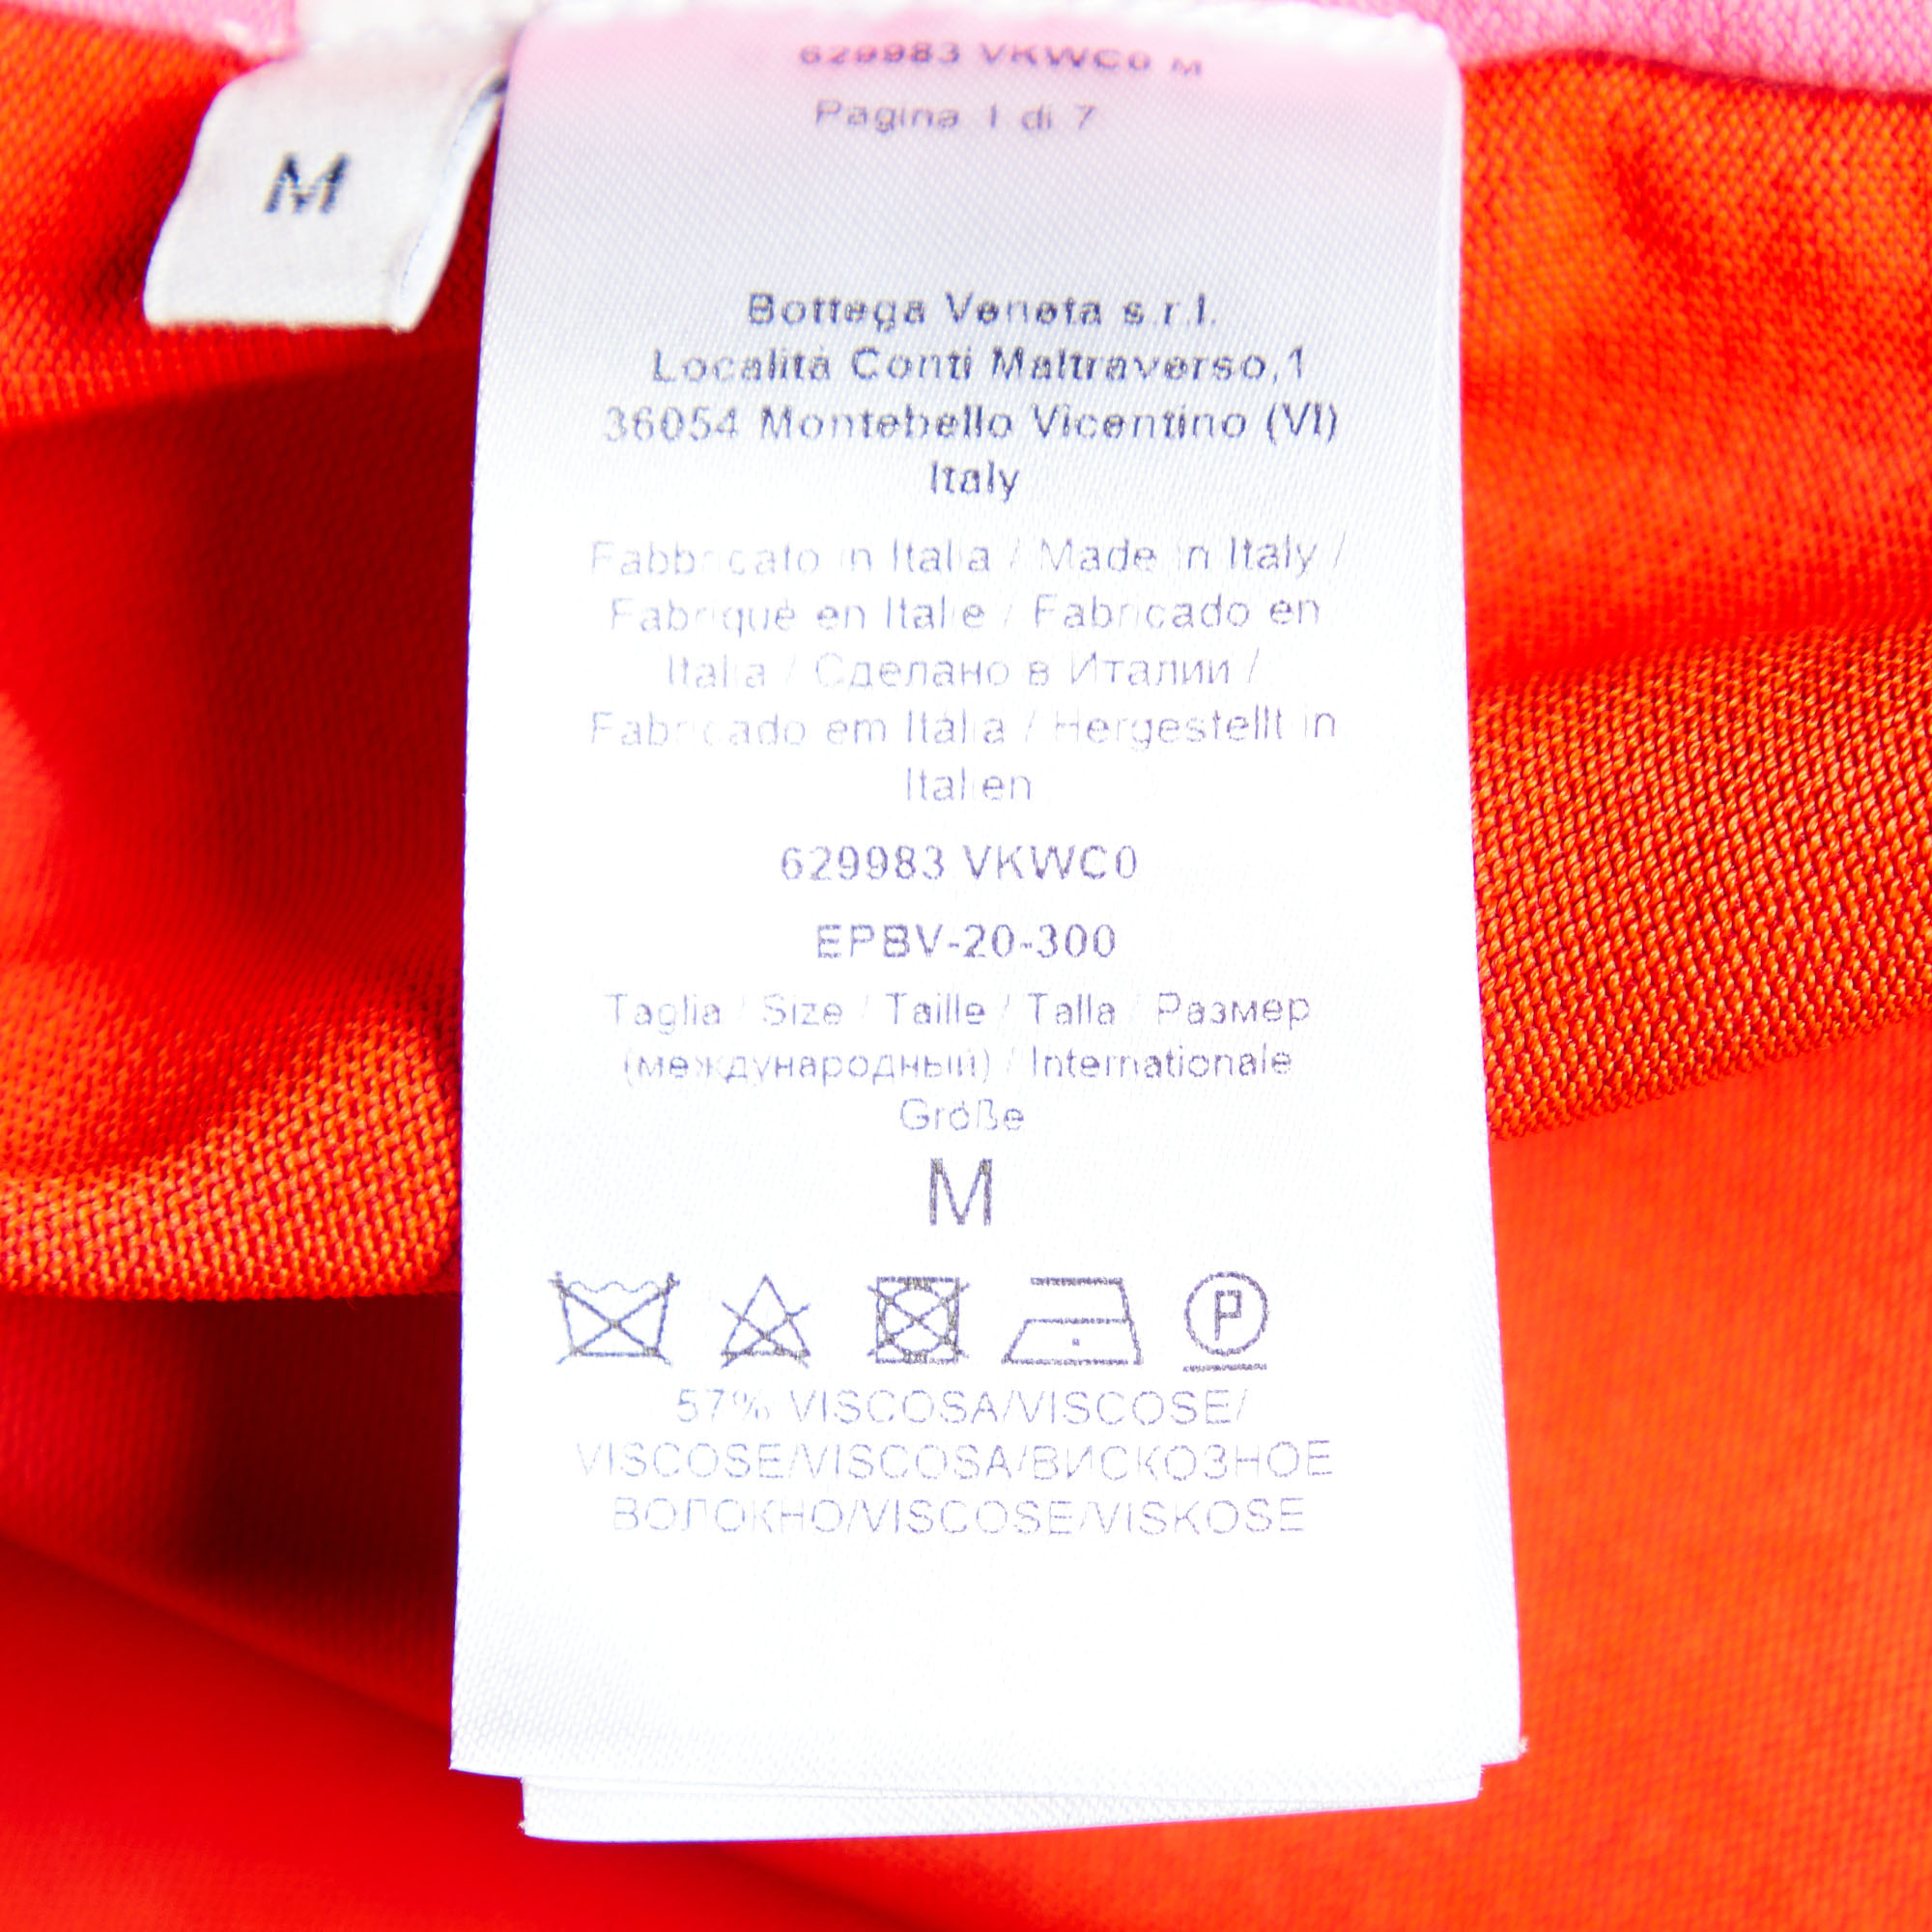 629983 VKWC0 M
Pagina 1 di 7
M
Bottega Veneta s.r.l.
Località Conti Maltraverso,1
36054 Montebello Vicentino (VI)
Italy
Fabbricato in Italia / Made in Italy /
Fabriqué en Italie / Fabricado en
Italia / Сделано в Италии /
Fabricado em Itália / Hergestellt in
Italien
629983 VKWC0
EPBV-20-300
Taglia / Size / Taille / Talla / Размер
(международный) / Internationale
Größe
M
P
57% VISCOSA/VISCOSE/
VISCOSE/VISCOSA/ВИСКОЗНОЕ
ВОЛОКНО/VISCOSE/VISKOSE